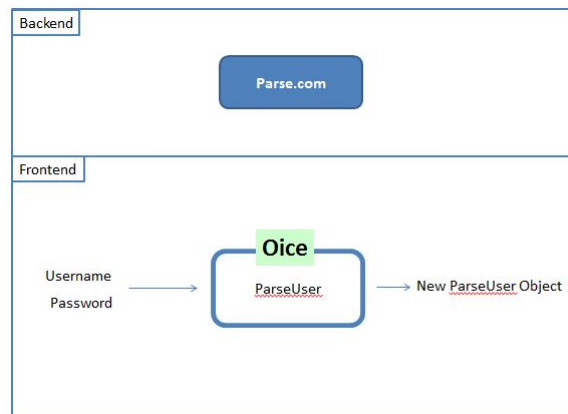 Backend
Parse.com
Frontend
Oice
Username
Password
ParseUser
New ParseUser Object